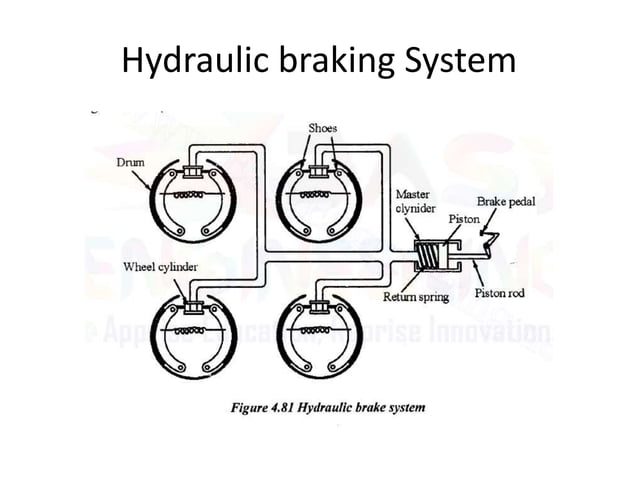 Hydraulic braking System
Shoes
Drum
Master
clynider
Brake pedal
Piston
Wheel cylinder
Return spring
Piston rod
Figure 4.81 Hydraulic brake system